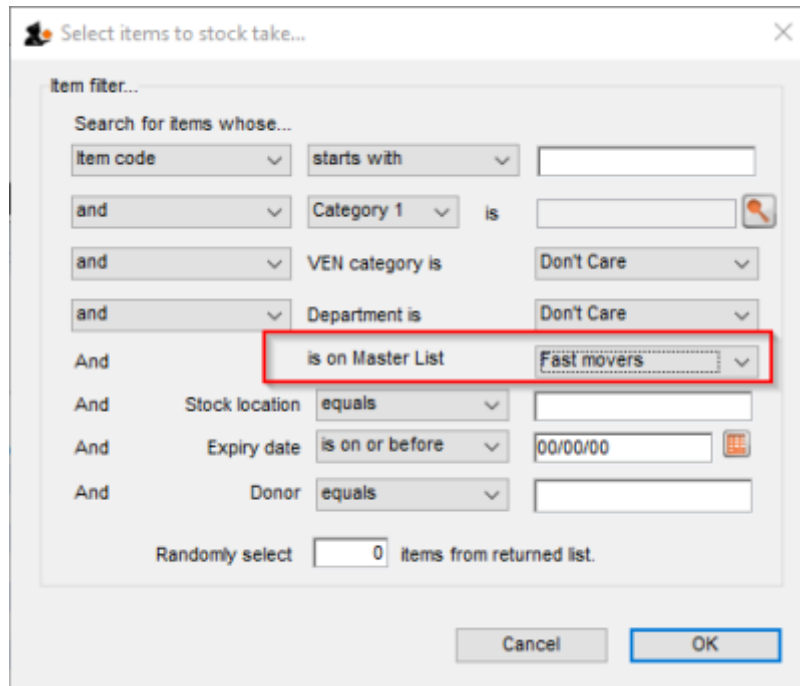 Select items to stock take...
Item filter...
Search for items whose...
Item code starts with
and Category 1 is
and VEN category is Don't Care
and Department is Don't Care
And is on Master List Fast movers
And Stock location equals
And Expiry date is on or before 00/00/00
And Donor equals
Randomly select 0 items from returned list.
Cancel OK